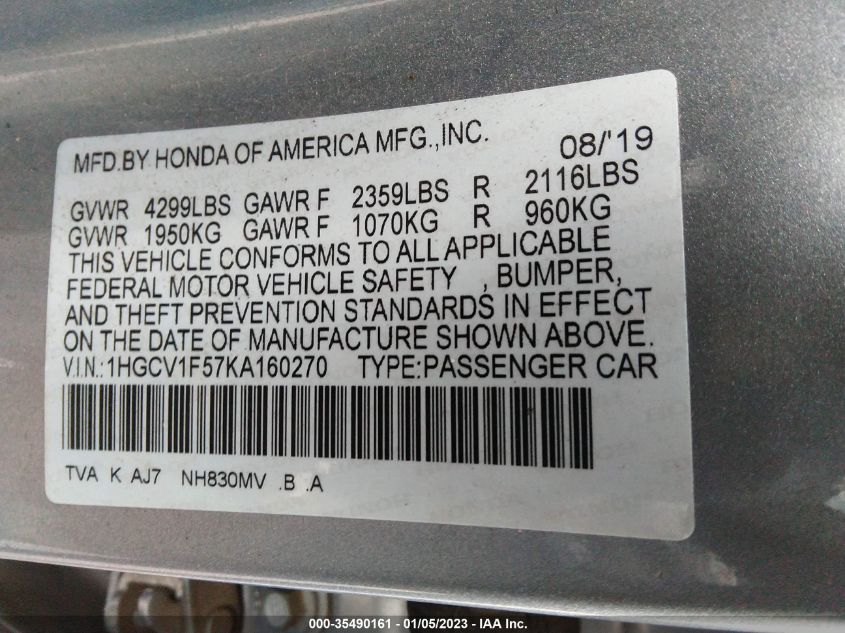 MFD.BY HONDA OF AMERICA MFG.,INC. 08/'19
GVWR 4299LBS GAWR F 2359LBS R 2116LBS
GVWR 1950KG GAWR F 1070KG R 960KG
THIS VEHICLE CONFORMS TO ALL APPLICABLE
FEDERAL MOTOR VEHICLE SAFETY , BUMPER,
AND THEFT PREVENTION STANDARDS IN EFFECT
ON THE DATE OF MANUFACTURE SHOWN ABOVE.
V.I.N.:1HGCV1F57KA160270 TYPE:PASSENGER CAR
TVA K AJ7 NH830MV .B .A
000-35490161 - 01/05/2023 - IAA Inc.